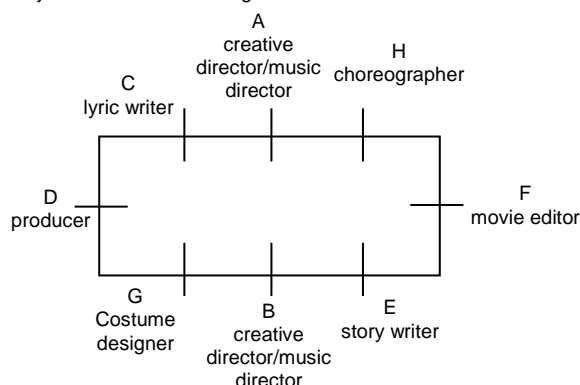 A
creative
director/music
director
H
choreographer
C
lyric writer
D
producer
F
movie editor
G
Costume
designer
B
creative
director/music
director
E
story writer